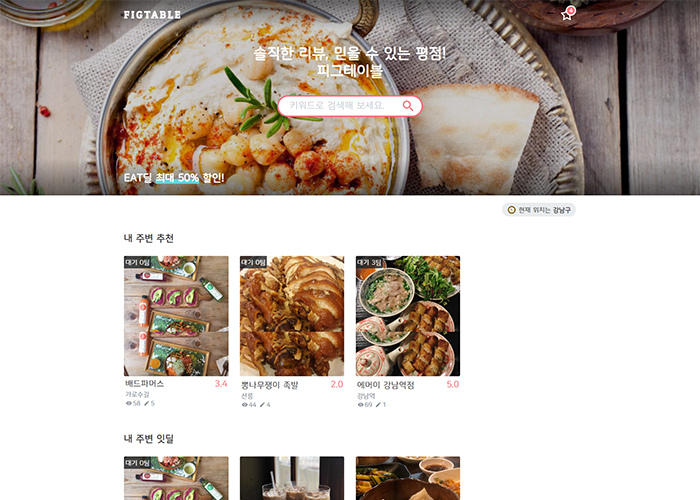 FIGTABLE
4
솔직한 리뷰, 믿을 수 있는 평점!
피그테이블
키워드로 검색해 보세요.
EAT딜 최대 50% 할인!
현재 위치는 강남구
내 주변 추천
대기 0팀
대기 0팀
대기 3팀
배드파머스 3.4
뽕나무쟁이 족발 2.0
에머이 강남역점 5.0
가로수길
선릉
강남역
58 5
44 4
69 1
내 주변 잇딜
대기 0팀